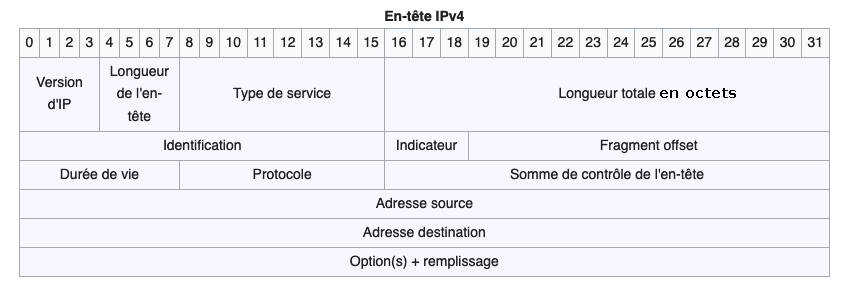 En-tête IPv4
0 1 2 3 4 5 6 7 8 9 10 11 12 13 14 15 16 17 18 19 20 21 22 23 24 25 26 27 28 29 30 31
Version
d'IP
Longueur
de l'en-
tête
Type de service
Longueur totale en octets
Identification
Indicateur
Fragment offset
Durée de vie
Protocole
Somme de contrôle de l'en-tête
Adresse source
Adresse destination
Option(s) + remplissage